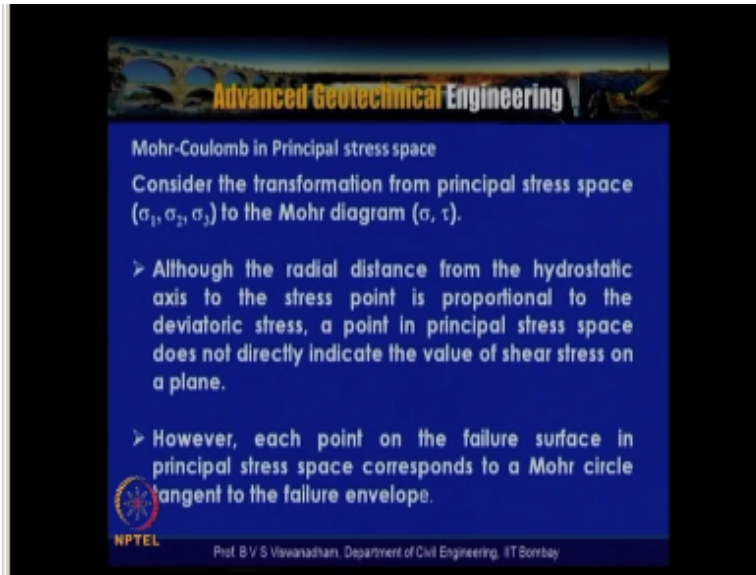 Advanced Geotechnical Engineering
Mohr-Coulomb in Principal stress space
Consider the transformation from principal stress space
(σ₁, σ₂, σ₃) to the Mohr diagram (σ, τ).
➢ Although the radial distance from the hydrostatic
axis to the stress point is proportional to the
deviatoric stress, a point in principal stress space
does not directly indicate the value of shear stress on
a plane.
➢ However, each point on the failure surface in
principal stress space corresponds to a Mohr circle
tangent to the failure envelope.
NPTEL
Prof. B V S Viswanadham, Department of Civil Engineering, IIT Bombay